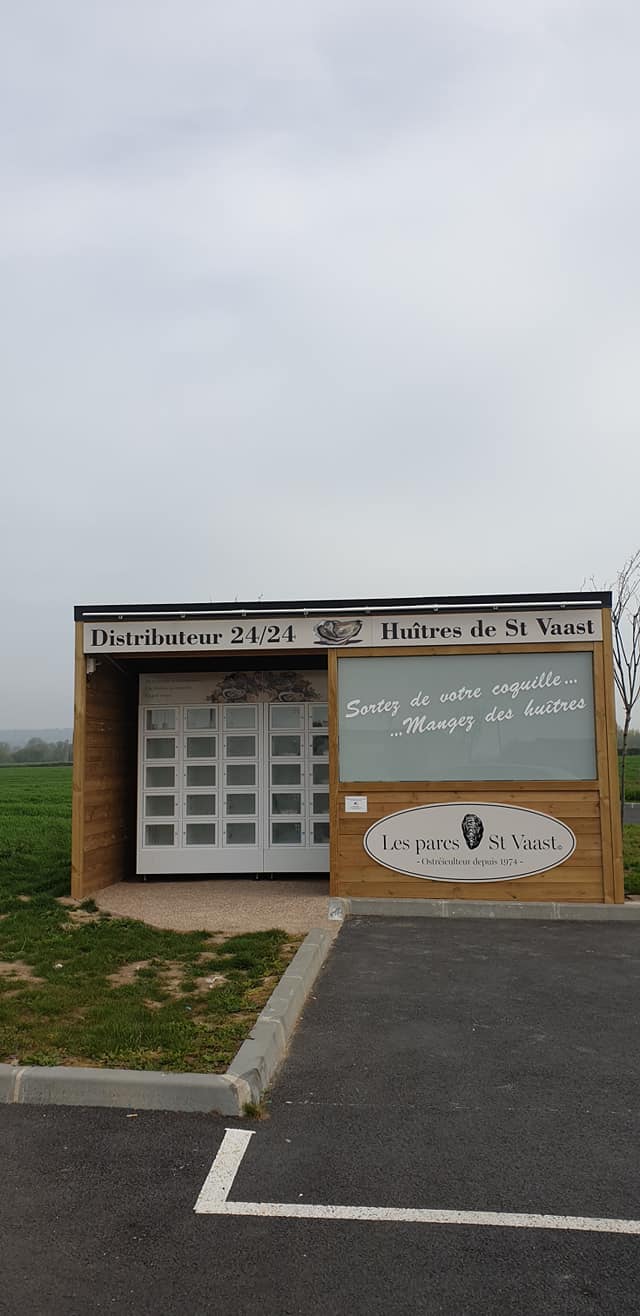 Distributeur 24/24
Huîtres de St Vaast
Sortez de votre coquille...
...Mangez des huîtres
Les parcs St Vaast
- Ostréiculteur depuis 1974 -